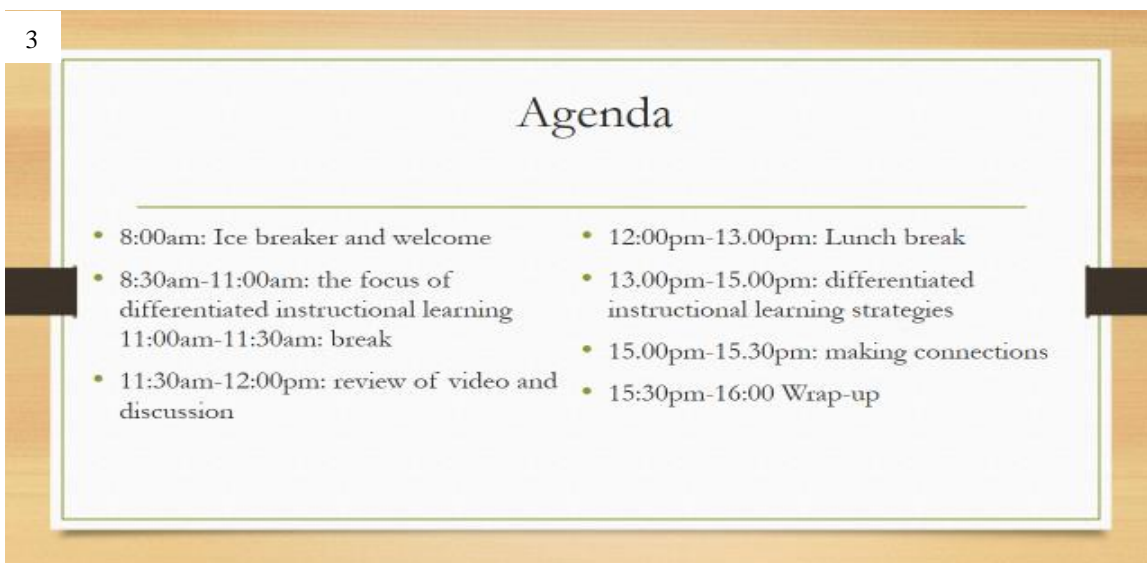 3
Agenda
• 8:00am: Ice breaker and welcome
• 8:30am-11:00am: the focus of
differentiated instructional learning
11:00am-11:30am: break
• 11:30am-12:00pm: review of video and
discussion
• 12:00pm-13.00pm: Lunch break
• 13.00pm-15.00pm: differentiated
instructional learning strategies
• 15.00pm-15.30pm: making connections
• 15:30pm-16:00 Wrap-up